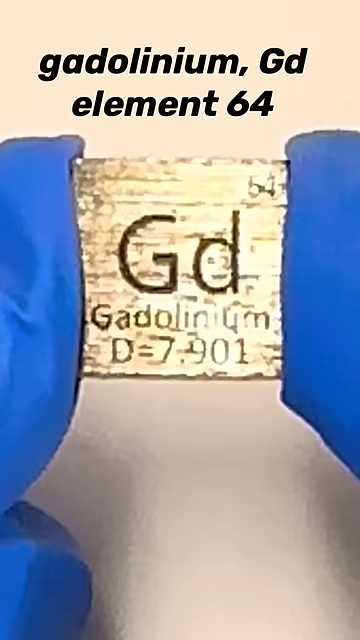 gadolinium, Gd
element 64
64
Gd
Gadolinium
D=7.901